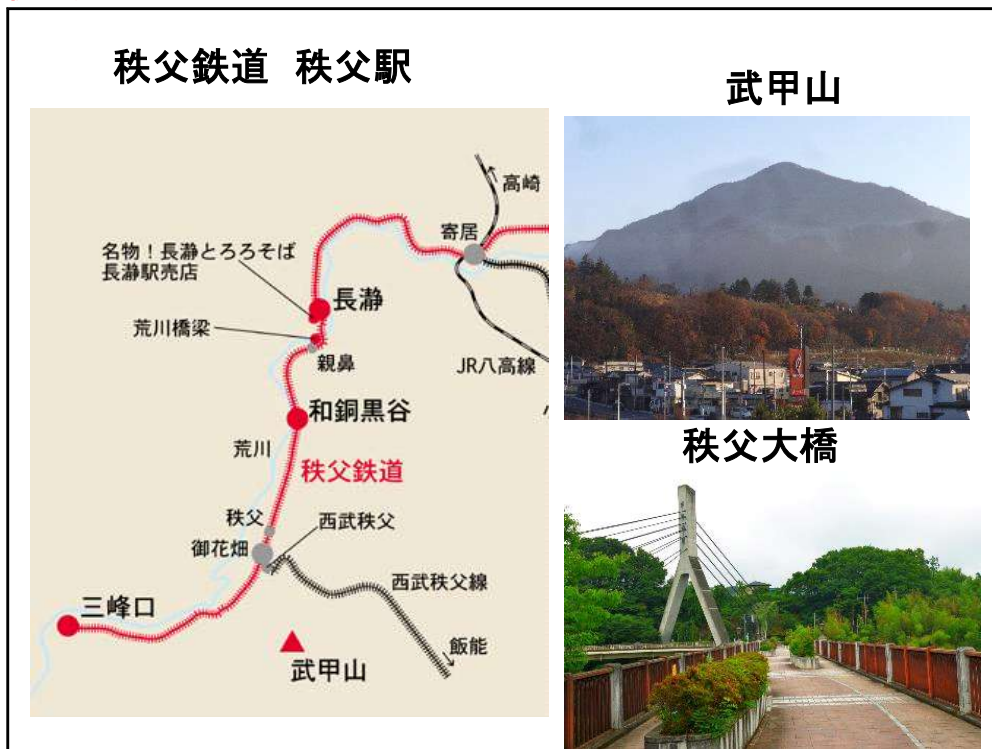 秩父鉄道　秩父駅
武甲山
高崎
寄居
名物！長瀞とろろそば
長瀞駅売店
長瀞
荒川橋梁
親鼻
JR八高線
和銅黒谷
荒川
秩父鉄道
秩父
西武秩父
御花畑
西武秩父線
三峰口
飯能
武甲山
秩父大橋